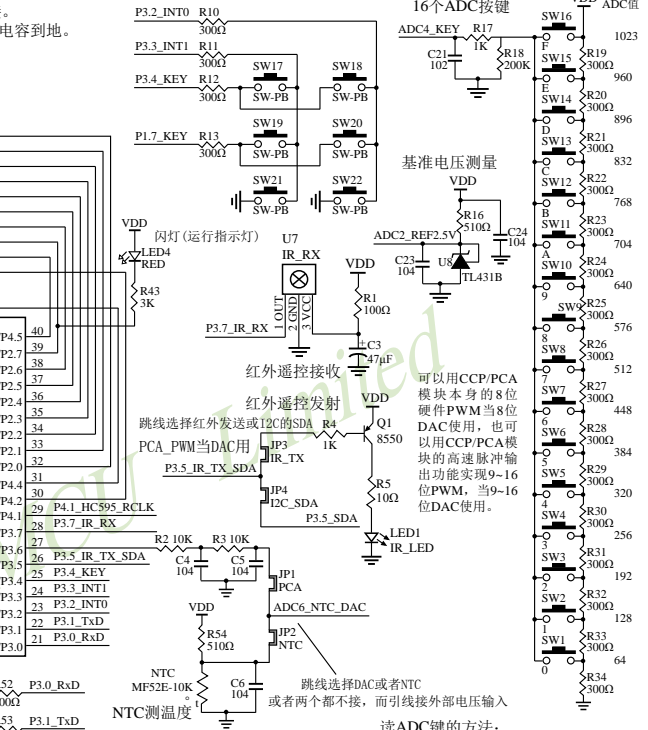 。
电容到地。
P3.2_INT0 R10
300Ω
P3.3_INT1 R11
300Ω
P3.4_KEY R12
300Ω
P1.7_KEY R13
300Ω
SW17
SW-PB
SW18
SW-PB
SW19
SW-PB
SW20
SW-PB
SW21
SW-PB
SW22
SW-PB
16个ADC按键
VDD
ADC值
ADC4_KEY R17
1K
C21
102
R18
200K
SW16
F
1023
R19
300Ω
SW15
E
960
R20
300Ω
SW14
D
896
R21
300Ω
SW13
C
832
R22
300Ω
SW12
B
768
R23
300Ω
SW11
A
704
R24
300Ω
SW10
9
640
R25
300Ω
SW9
8
576
R26
300Ω
SW8
7
512
R27
300Ω
SW7
6
448
R28
300Ω
SW6
5
384
R29
300Ω
SW5
4
320
R30
300Ω
SW4
3
256
R31
300Ω
SW3
2
192
R32
300Ω
SW2
1
128
R33
300Ω
SW1
0
64
R34
300Ω
基准电压测量
VDD
R16
510Ω
ADC2_REF2.5V
C23
104
U8
TL431B
C24
104
VDD
闪灯(运行指示灯)
LED4
RED
R43
3K
U7
IR_RX
1 OUT
2 GND
3 VCC
P3.7_IR_RX
VDD
R1
100Ω
+
C3
47μF
红外遥控接收
红外遥控发射
跳线选择红外发送或I2C的SDA
PCA_PWM当DAC用
P3.5_IR_TX_SDA
JP3
IR_TX
JP4
I2C_SDA
P3.5_SDA
R4
1K
VDD
Q1
8550
R5
10Ω
LED1
IR_LED
可以用CCP/PCA
模块本身的8位
硬件PWM当8位
DAC使用，也可
以用CCP/PCA模
块的高速脉冲输
出功能实现9~16
位PWM，当9~16
位DAC使用。
P4.5 40
P2.7 39
P2.6 38
P2.5 37
P2.4 36
P2.3 35
P2.2 34
P2.1 33
P2.0 32
P4.4 31
P4.2 30
P4.1 29 P4.1_HC595_RCLK
P3.7 28 P3.7_IR_RX
P3.6 27
P3.5 26 P3.5_IR_TX_SDA
P3.4 25 P3.4_KEY
P3.3 24 P3.3_INT1
P3.2 23 P3.2_INT0
P3.1 22 P3.1_TxD
P3.0 21 P3.0_RxD
R2 10K
R3 10K
C4
104
C5
104
JP1
PCA
ADC6_NTC_DAC
JP2
NTC
VDD
R54
510Ω
NTC
MF52E-10K
t
C6
104
NTC测温度
跳线选择DAC或者NTC
或者两个都不接，而引线接外部电压输入
52 P3.0_RxD
00Ω
53 P3.1_TxD
读ADC键的方法：
MCU Limited